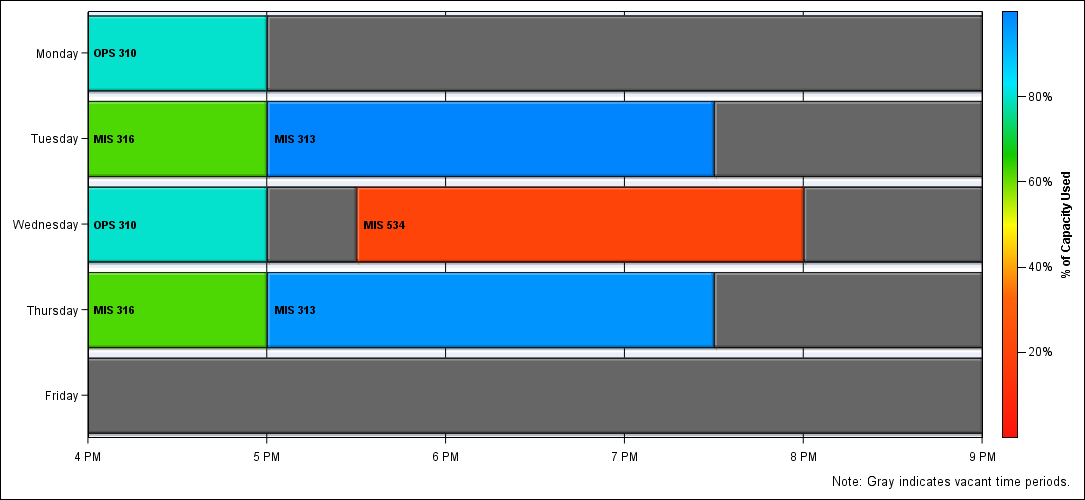 Monday
OPS 310
Tuesday
MIS 316
MIS 313
Wednesday
OPS 310
MIS 534
Thursday
MIS 316
MIS 313
Friday
4 PM
5 PM
6 PM
7 PM
8 PM
9 PM
80%
60%
40%
20%
% of Capacity Used
Note: Gray indicates vacant time periods.